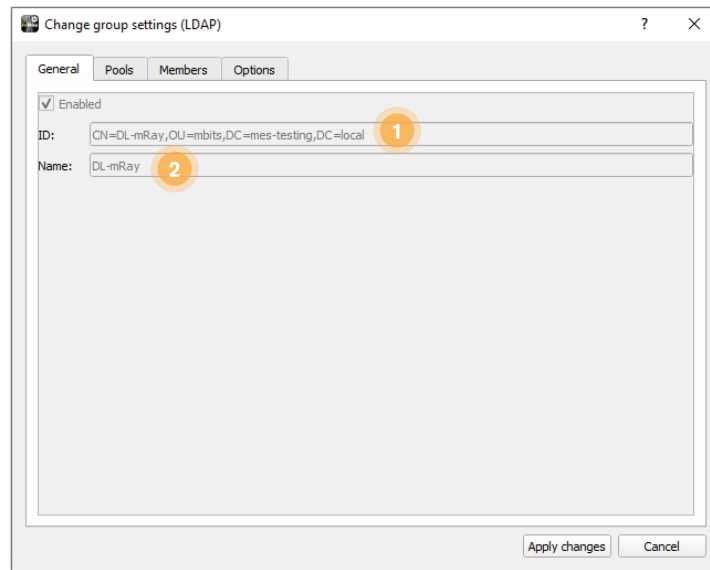 Change group settings (LDAP) ?
General Pools Members Options
Enabled
ID: CN=DL-mRay,OU=mbits,DC=mes-testing,DC=local 1
Name: DL-mRay 2
Apply changes Cancel